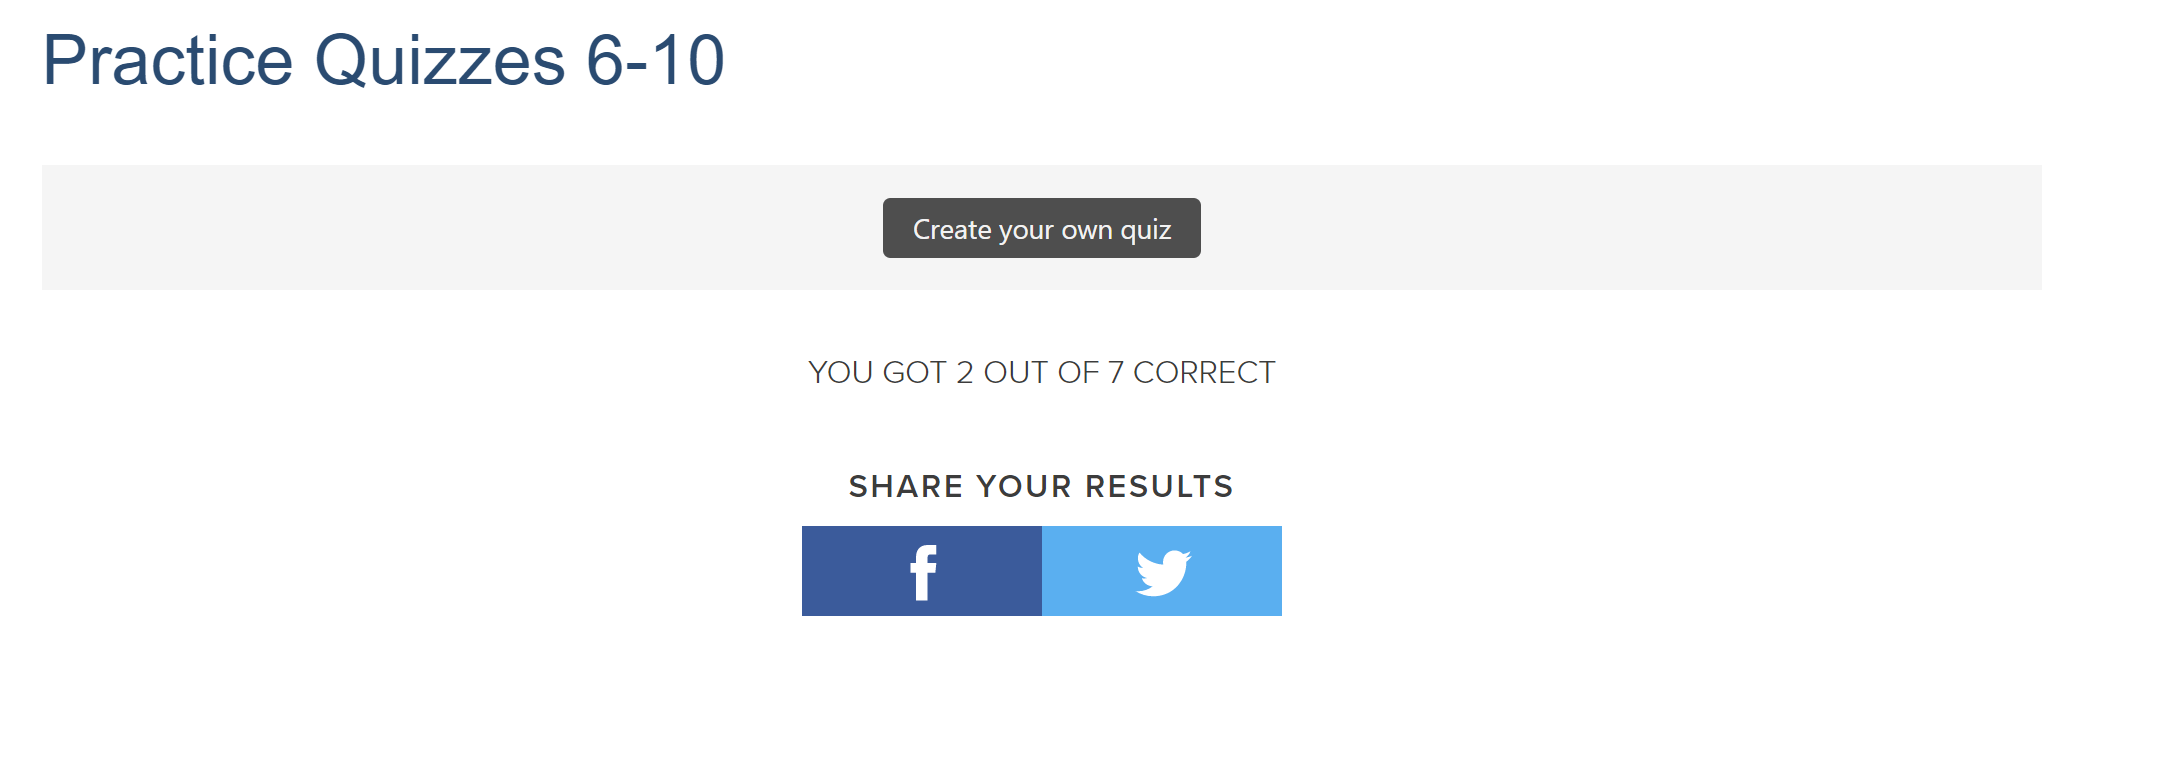 Practice Quizzes 6-10
Create your own quiz
YOU GOT 2 OUT OF 7 CORRECT
SHARE YOUR RESULTS